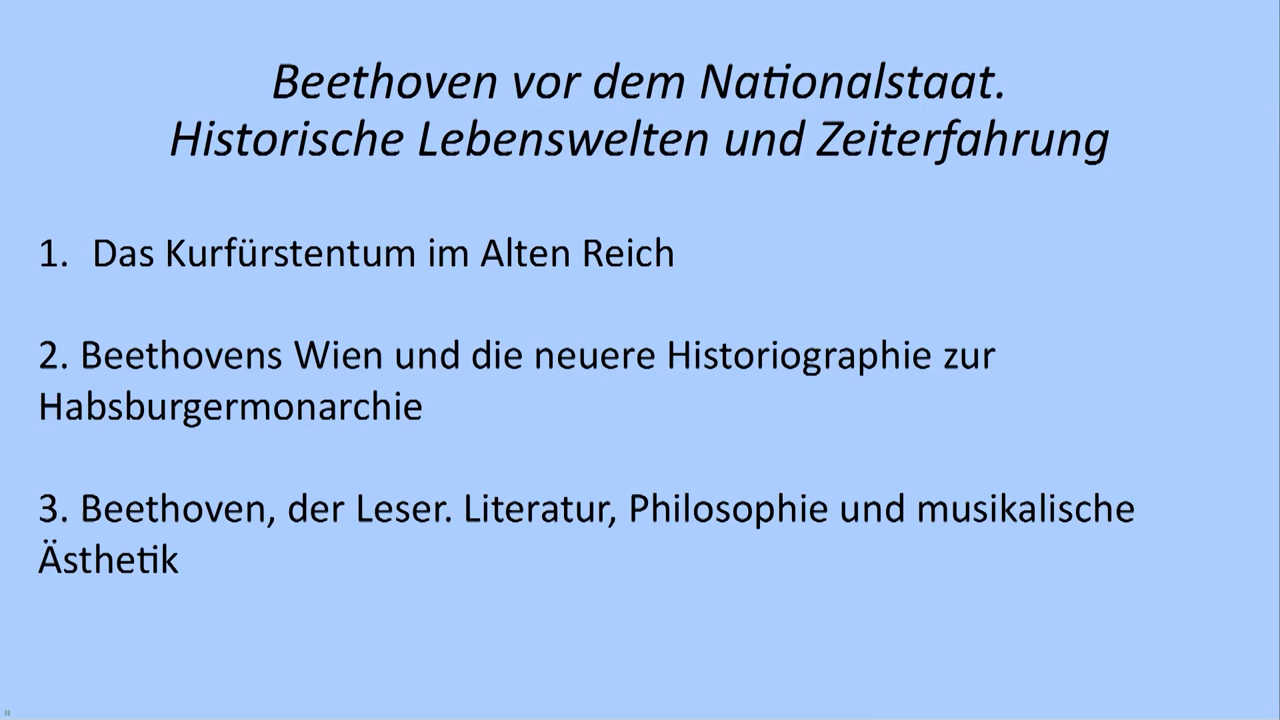 Beethoven vor dem Nationalstaat.
Historische Lebenswelten und Zeiterfahrung
1. Das Kurfürstentum im Alten Reich
2. Beethovens Wien und die neuere Historiographie zur
Habsburgermonarchie
3. Beethoven, der Leser. Literatur, Philosophie und musikalische
Ästhetik